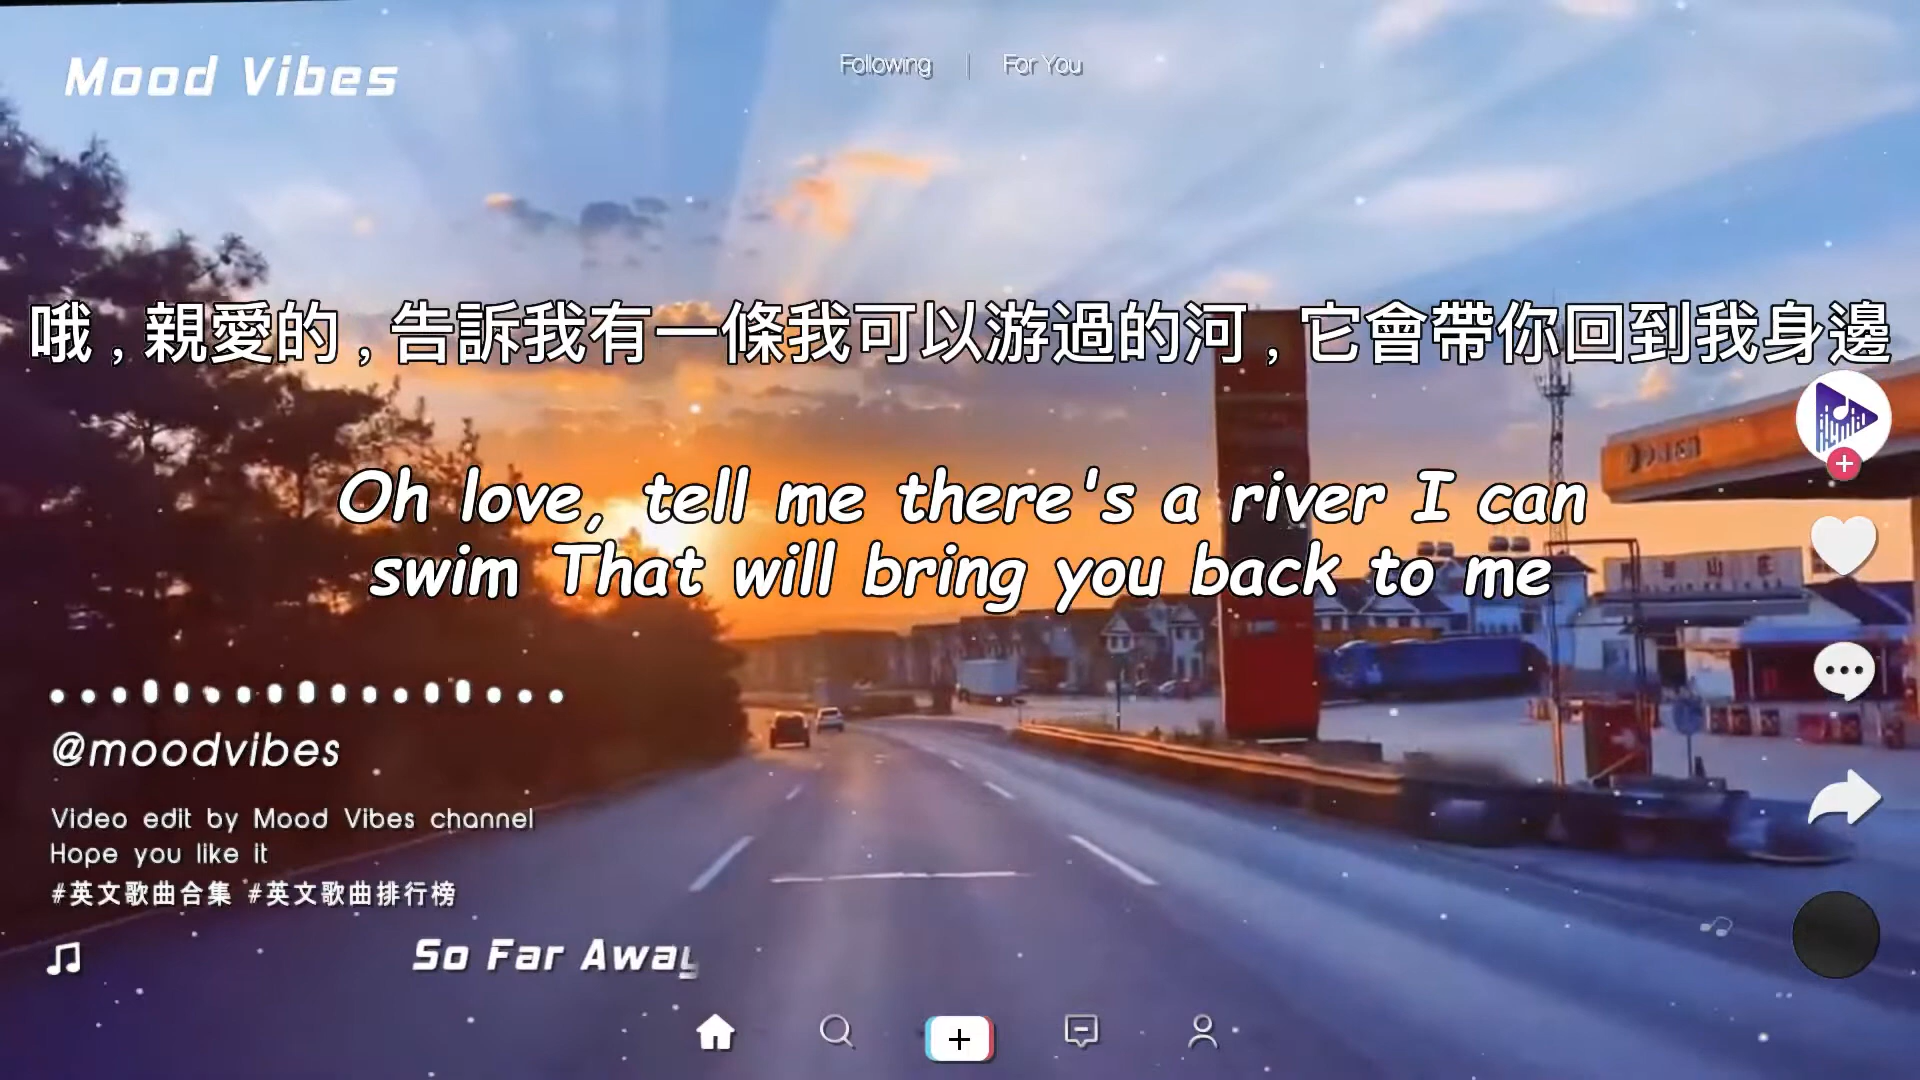 Mood Vibes
Following | For You
哦，親愛的，告訴我有一條我可以游過的河，它會帶你回到我身邊
Oh love, tell me there's a river I can
swim That will bring you back to me
@moodvibes
Video edit by Mood Vibes channel
Hope you like it
#英文歌曲合集 #英文歌曲排行榜
So Far Away